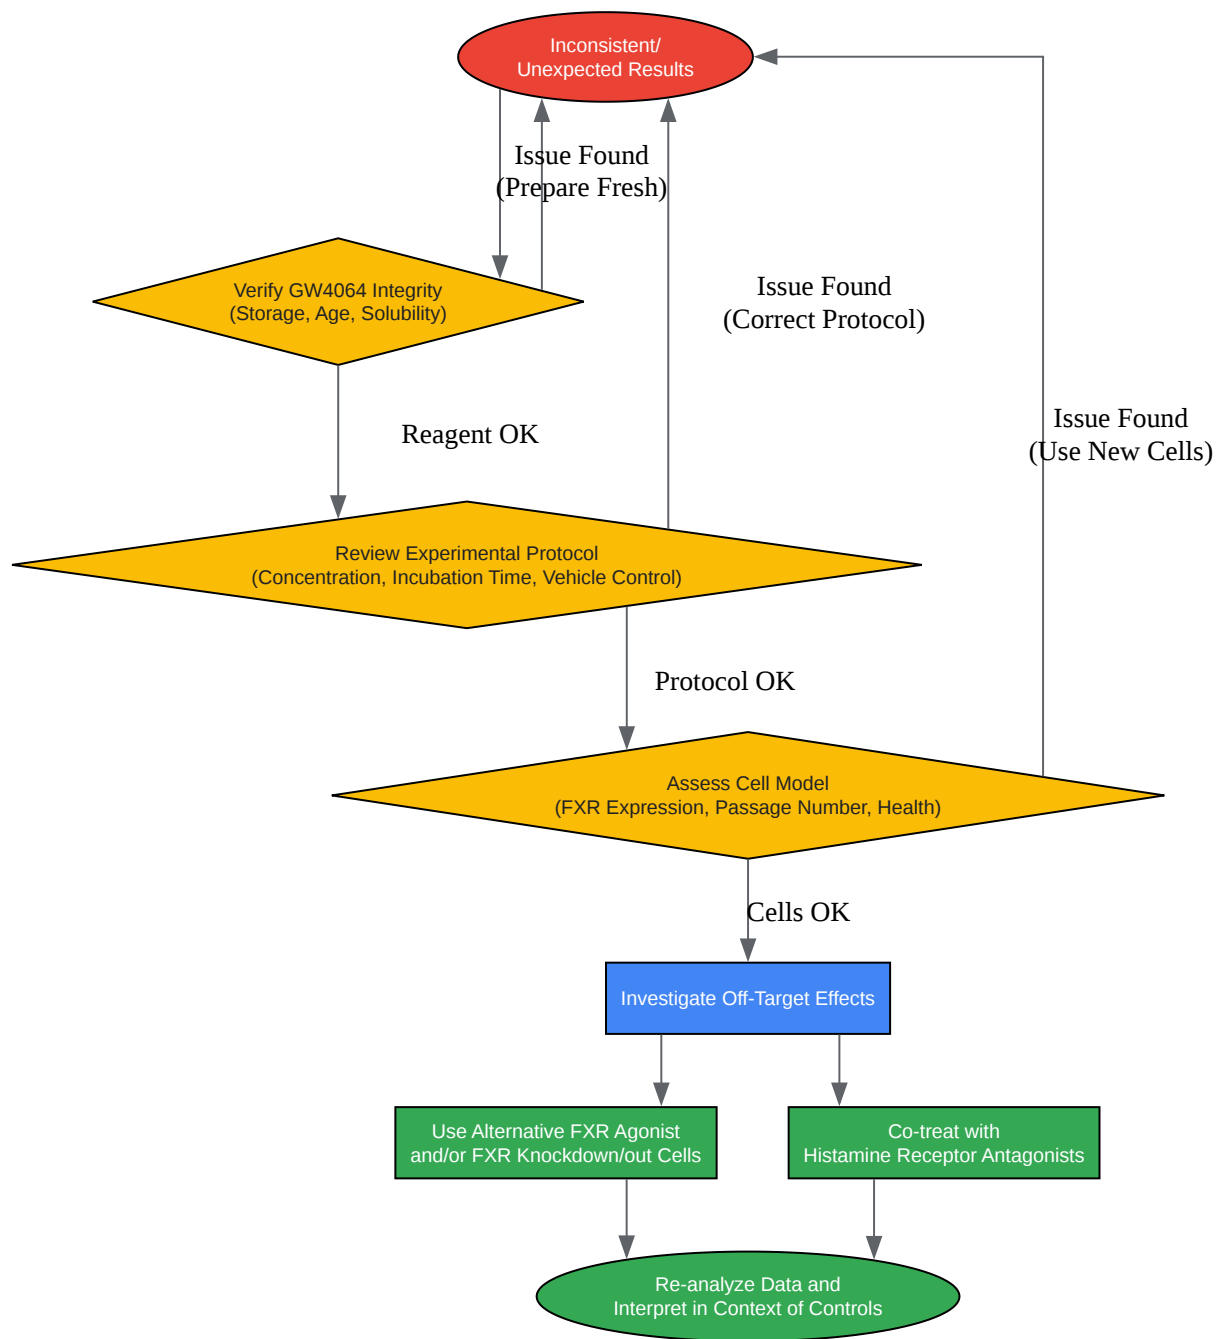 Inconsistent/
Unexpected Results
Issue Found
(Prepare Fresh)
Verify GW4064 Integrity
(Storage, Age, Solubility)
Issue Found
(Correct Protocol)
Reagent OK
Issue Found
(Use New Cells)
Review Experimental Protocol
(Concentration, Incubation Time, Vehicle Control)
Protocol OK
Assess Cell Model
(FXR Expression, Passage Number, Health)
Cells OK
Investigate Off-Target Effects
Use Alternative FXR Agonist
and/or FXR Knockdown/out Cells
Co-treat with
Histamine Receptor Antagonists
Re-analyze Data and
Interpret in Context of Controls